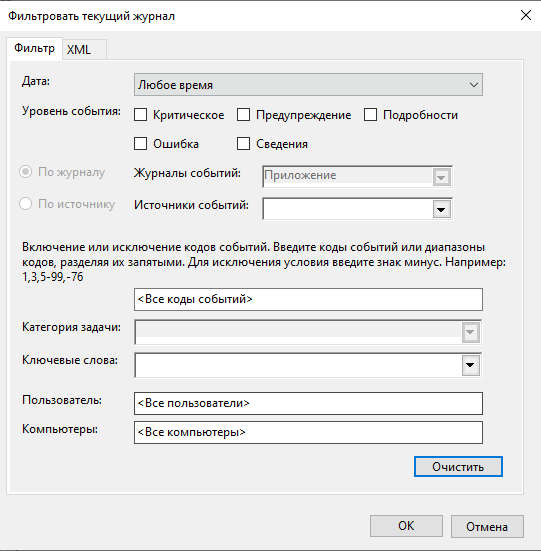 Фильтровать текущий журнал
Фильтр XML
Дата: Любое время
Уровень события: Критическое Предупреждение Подробности
Ошибка Сведения
По журналу Журналы событий: Приложение
По источнику Источники событий:
Включение или исключение кодов событий. Введите коды событий или диапазоны
кодов, разделяя их запятыми. Для исключения условия введите знак минус. Например:
1,3,5-99,-76
<Все коды событий>
Категория задачи:
Ключевые слова:
Пользователь: <Все пользователи>
Компьютеры: <Все компьютеры>
Очистить
ОК Отмена